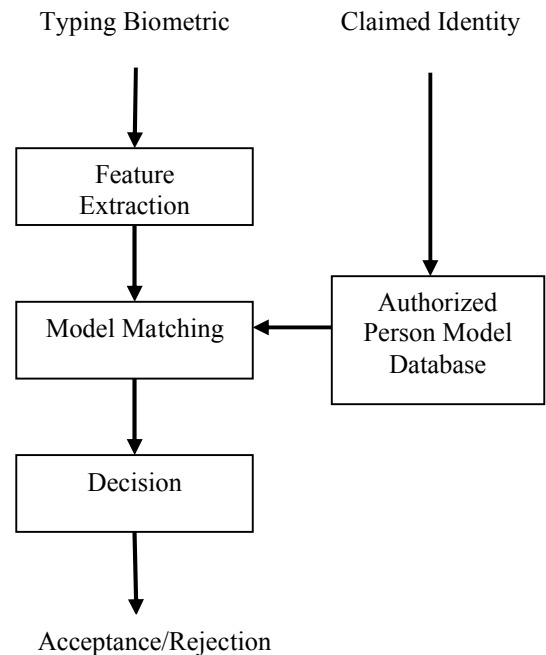 Typing Biometric
Claimed Identity
Feature
Extraction
Model Matching
Authorized
Person Model
Database
Decision
Acceptance/Rejection